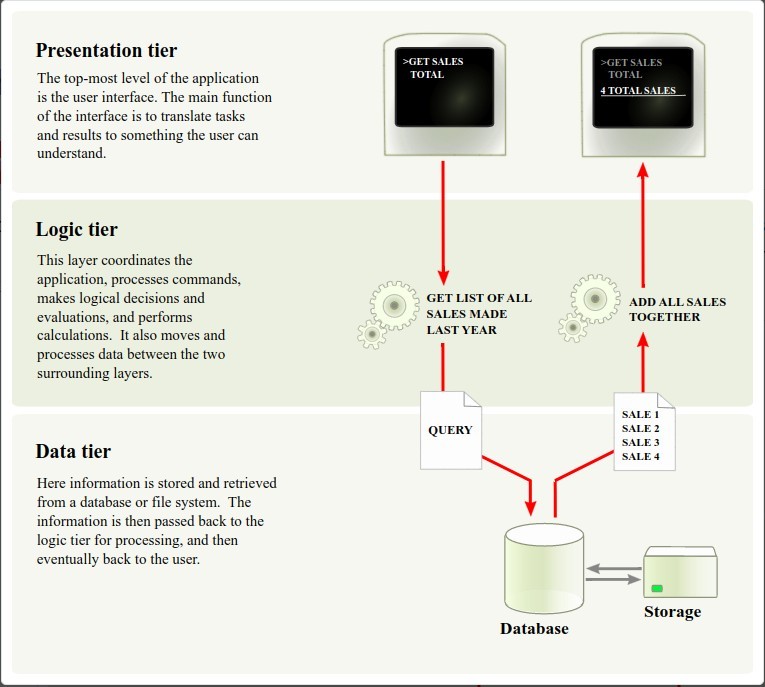 Presentation tier
The top-most level of the application
is the user interface. The main function
of the interface is to translate tasks
and results to something the user can
understand.
>GET SALES
TOTAL
>GET SALES
TOTAL
4 TOTAL SALES
Logic tier
This layer coordinates the
application, processes commands,
makes logical decisions and
evaluations, and performs
calculations. It also moves and
processes data between the two
surrounding layers.
GET LIST OF ALL
SALES MADE
LAST YEAR
ADD ALL SALES
TOGETHER
Data tier
Here information is stored and retrieved
from a database or file system. The
information is then passed back to the
logic tier for processing, and then
eventually back to the user.
QUERY
SALE 1
SALE 2
SALE 3
SALE 4
Database
Storage